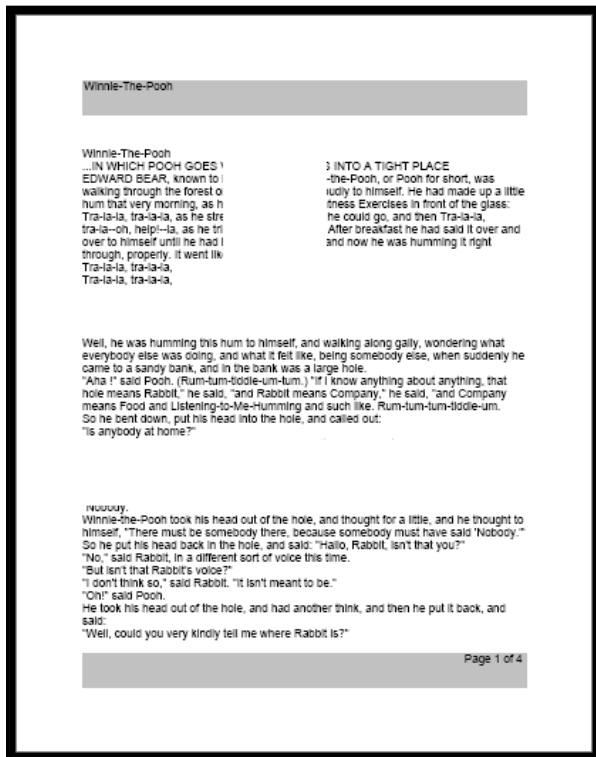 Winnie-The-Pooh
Winnie-The-Pooh
...IN WHICH POOH GOES INTO A TIGHT PLACE
EDWARD BEAR, known to -the-Pooh, or Pooh for short, was
walking through the forest to himself. He had made up a little
hum that very morning, as Exercises in front of the glass:
Tra-la-la, tra-la-la, as he he could go, and then Tra-la-la,
tra-la--oh, help!--la, as he After breakfast he had said it over and
over to himself until he had and now he was humming it right
through, properly. It went
Tra-la-la, tra-la-la,
Tra-la-la, tra-la-la,
Well, he was humming this hum to himself, and walking along gaily, wondering what
everybody else was doing, and what it felt like, being somebody else, when suddenly he
came to a sandy bank, and in the bank was a large hole.
"Aha !" said Pooh. (Rum-tum-tiddle-um-tum.) "If I know anything about anything, that
hole means Rabbit," he said, "and Rabbit means Company," he said, "and Company
means Food and Listening-to-Me-Humming and such like. Rum-tum-tum-tiddle-um.
So he bent down, put his head into the hole, and called out:
"Is anybody at home?"
Winnie-the-Pooh took his head out of the hole, and thought for a little, and he thought to
himself, "There must be somebody there, because somebody must have said 'Nobody.'"
So he put his head back in the hole, and said: "Hallo, Rabbit, isn't that you?"
"No," said Rabbit, in a different sort of voice this time.
"But isn't that Rabbit's voice?"
"I don't think so," said Rabbit. "It isn't meant to be."
"Oh!" said Pooh.
He took his head out of the hole, and had another think, and then he put it back, and
said:
"Well, could you very kindly tell me where Rabbit is?"
Page 1 of 4